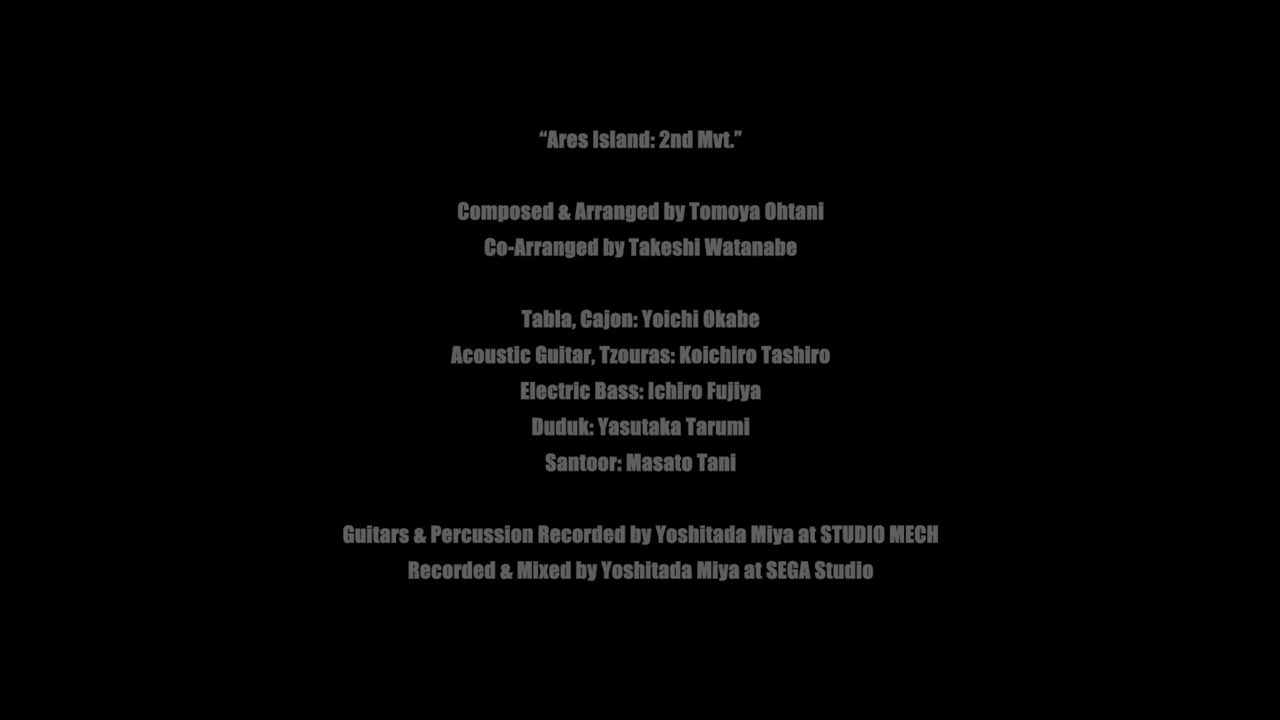 “Ares Island: 2nd Mvt.”
Composed & Arranged by Tomoya Ohtani
Co-Arranged by Takeshi Watanabe
Tabla, Cajon: Yoichi Okabe
Acoustic Guitar, Tzouras: Koichiro Tashiro
Electric Bass: Ichiro Fujiya
Duduk: Yasutaka Tarumi
Santoor: Masato Tani
Guitars & Percussion Recorded by Yoshitada Miya at STUDIO MECH
Recorded & Mixed by Yoshitada Miya at SEGA Studio